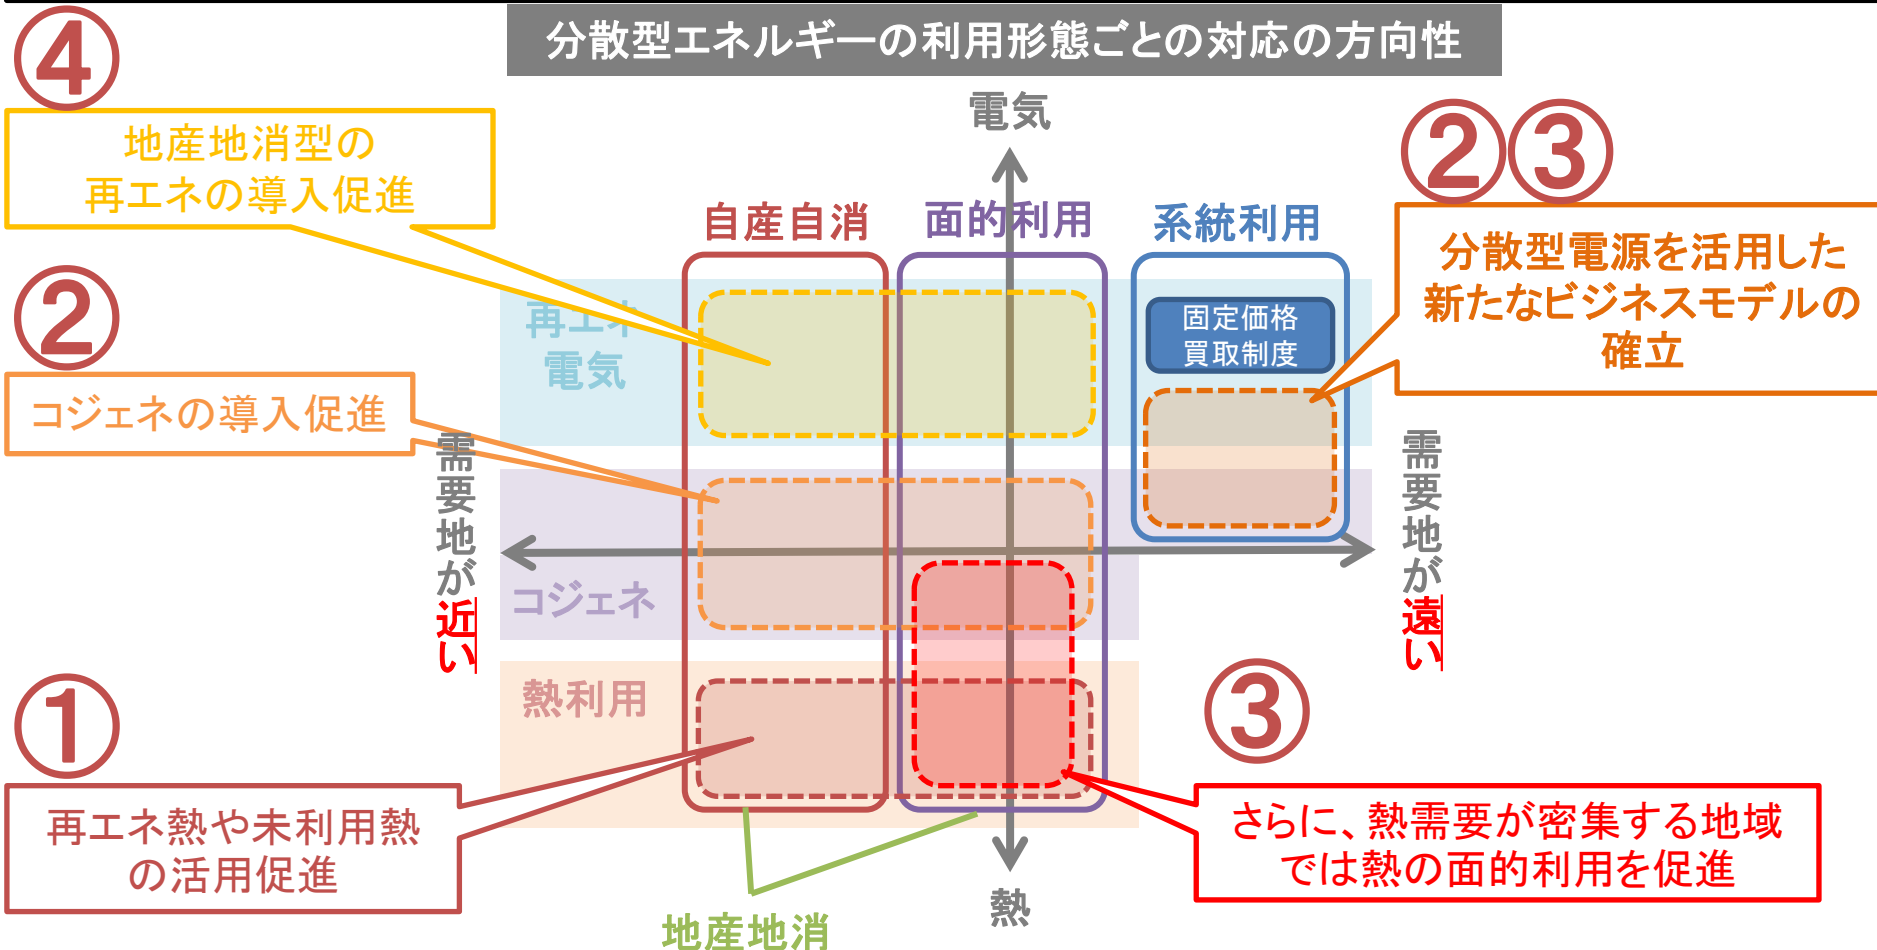 分散型エネルギーの利用形態ごとの対応の方向性
④
地産地消型の
再エネの導入促進
②
コジェネの導入促進
①
再エネ熱や未利用熱
の活用促進
電気
自産自消
面的利用
系統利用
再エネ
電気
固定価格
買取制度
コジェネ
熱利用
需要地が近い
需要地が遠い
②③
分散型電源を活用した
新たなビジネスモデルの
確立
③
さらに、熱需要が密集する地域
では熱の面的利用を促進
熱
地産地消